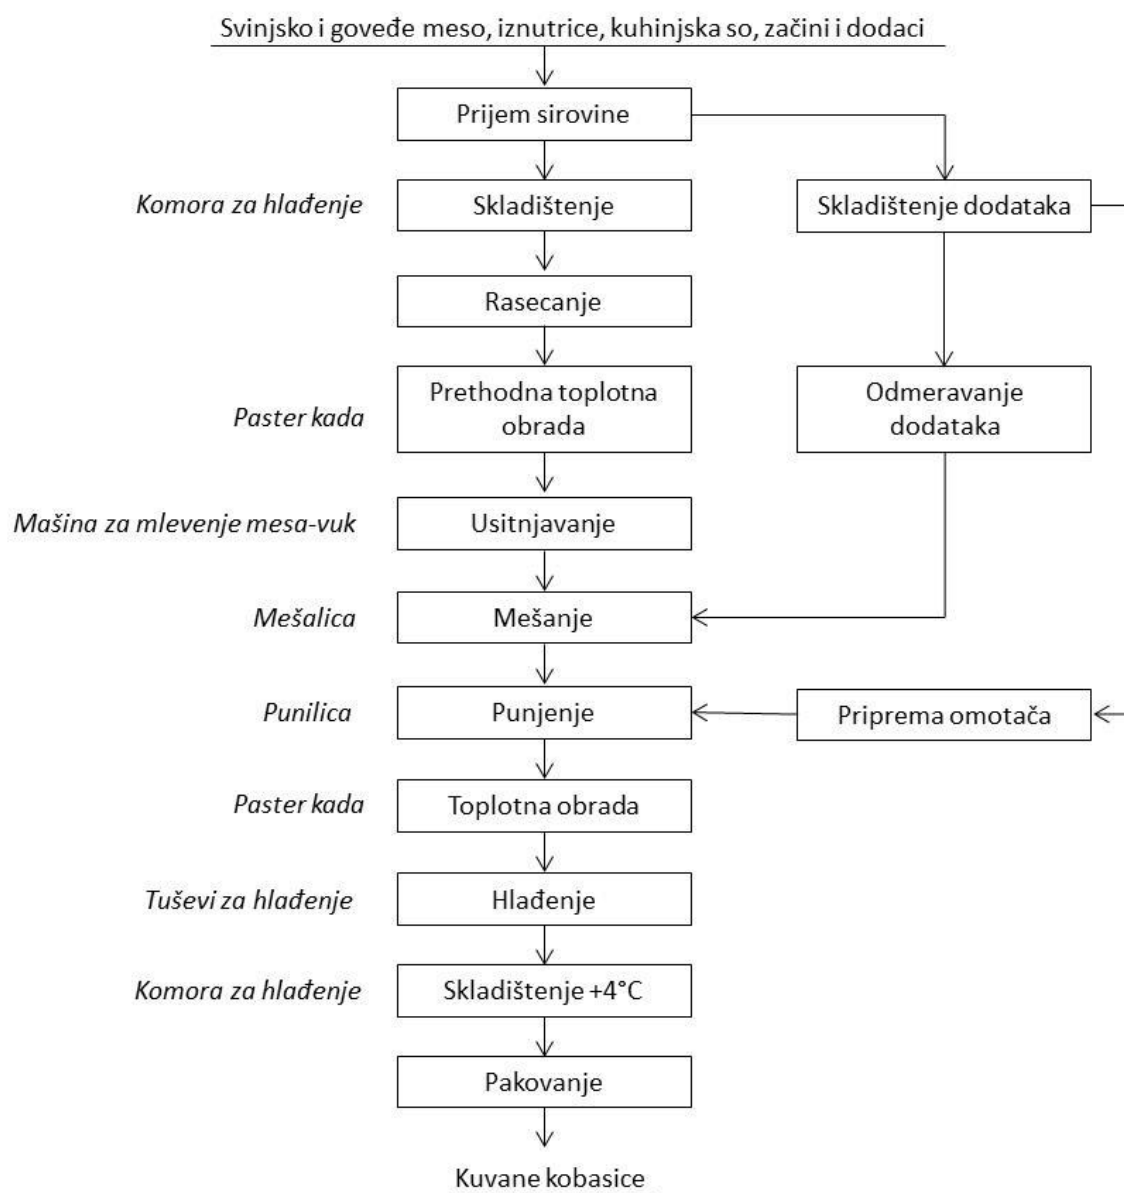 Svinjsko i goveđe meso, iznutrice, kuhinjska so, začini i dodaci
Prijem sirovine
Komora za hlađenje
Skladištenje
Skladištenje dodataka
Rasecanje
Paster kada
Prethodna toplotna
obrada
Odmeravanje
dodataka
Mašina za mlevenje mesa-vuk
Usitnjavanje
Mešalica
Mešanje
Punilica
Punjenje
Priprema omotača
Paster kada
Toplotna obrada
Tuševi za hlađenje
Hlađenje
Komora za hlađenje
Skladištenje +4°C
Pakovanje
Kuvane kobasice